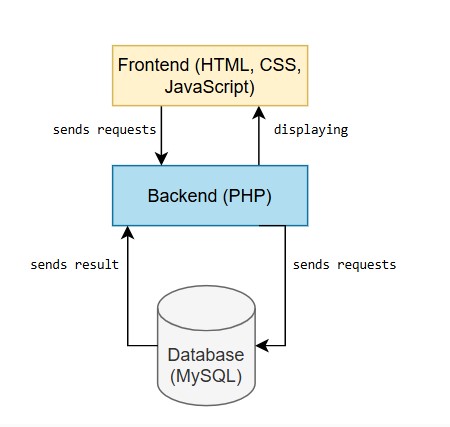 Frontend (HTML, CSS,
JavaScript)
sends requests
displaying
Backend (PHP)
sends result
sends requests
Database
(MySQL)